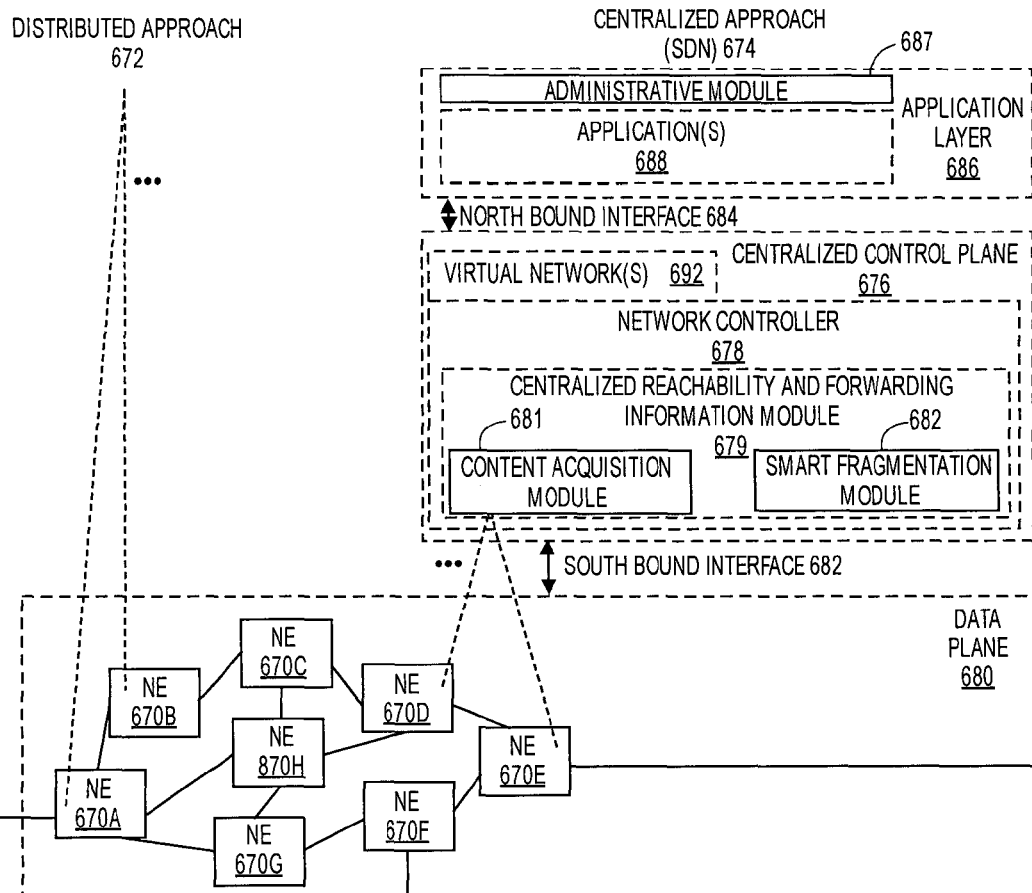 DISTRIBUTED APPROACH
672
•••
CENTRALIZED APPROACH
(SDN) 674
687
ADMINISTRATIVE MODULE
APPLICATION(S)
688
APPLICATION
LAYER
686
NORTH BOUND INTERFACE 684
VIRTUAL NETWORK(S) 692
CENTRALIZED CONTROL PLANE
676
NETWORK CONTROLLER
678
CENTRALIZED REACHABILITY AND FORWARDING
INFORMATION MODULE
679
681
CONTENT ACQUISITION
MODULE
682
SMART FRAGMENTATION
MODULE
•••
SOUTH BOUND INTERFACE 682
DATA
PLANE
680
NE
670C
NE
670B
NE
670D
NE
870H
NE
670E
NE
670A
NE
670F
NE
670G